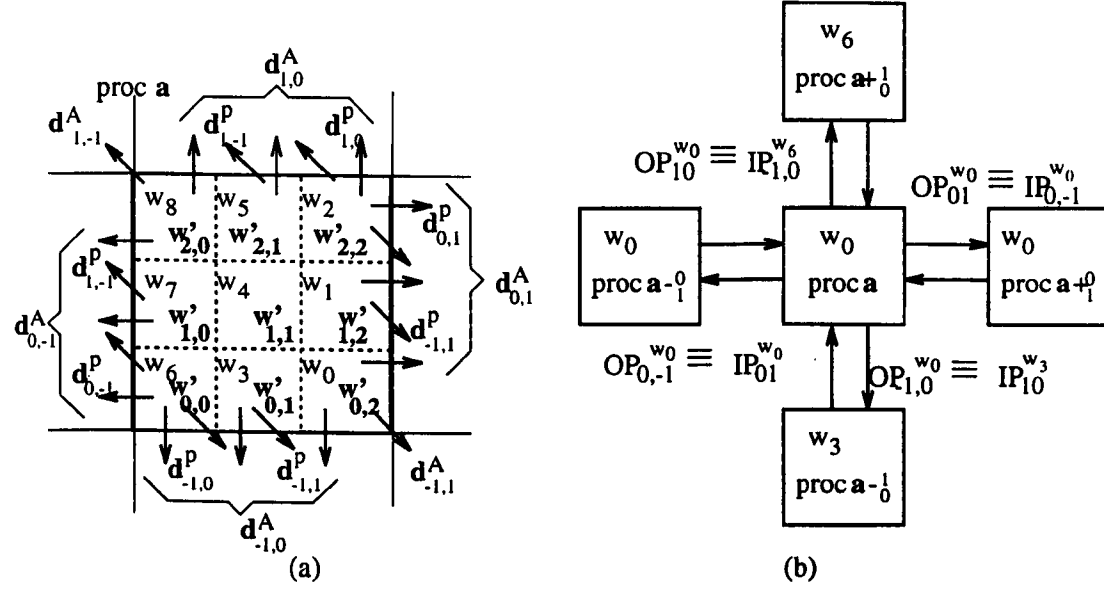 proc a
d^A_{1,0}
d^A_{1,-1}
d^p_{1,-1}
d^p_{1,0}
w_8 w_5 w_2
w'_{2,0} w'_{2,1} w'_{2,2}
d^p_{0,1}
d^p_{1,-1}
w_7 w_4 w_1
d^A_{0,1}
d^A_{0,-1}
w'_{1,0} w'_{1,1} w'_{1,2}
d^p_{-1,1}
w_6 w_3 w_0
d^p_{0,-1}
w'_{0,0} w'_{0,1} w'_{0,2}
d^p_{-1,0}
d^p_{-1,1}
d^A_{-1,1}
d^A_{-1,0}
(a)
w_6
proc a+^1_0
OP^{w_0}_{10} ≡ IP^{w_6}_{1,0}
OP^{w_0}_{01} ≡ IP^{w_0}_{0,-1}
w_0
proc a-^0_1
w_0
proc a
w_0
proc a+^0_1
OP^{w_0}_{0,-1} ≡ IP^{w_0}_{01}
OP^{w_0}_{1,0} ≡ IP^{w_3}_{10}
w_3
proc a-^1_0
(b)